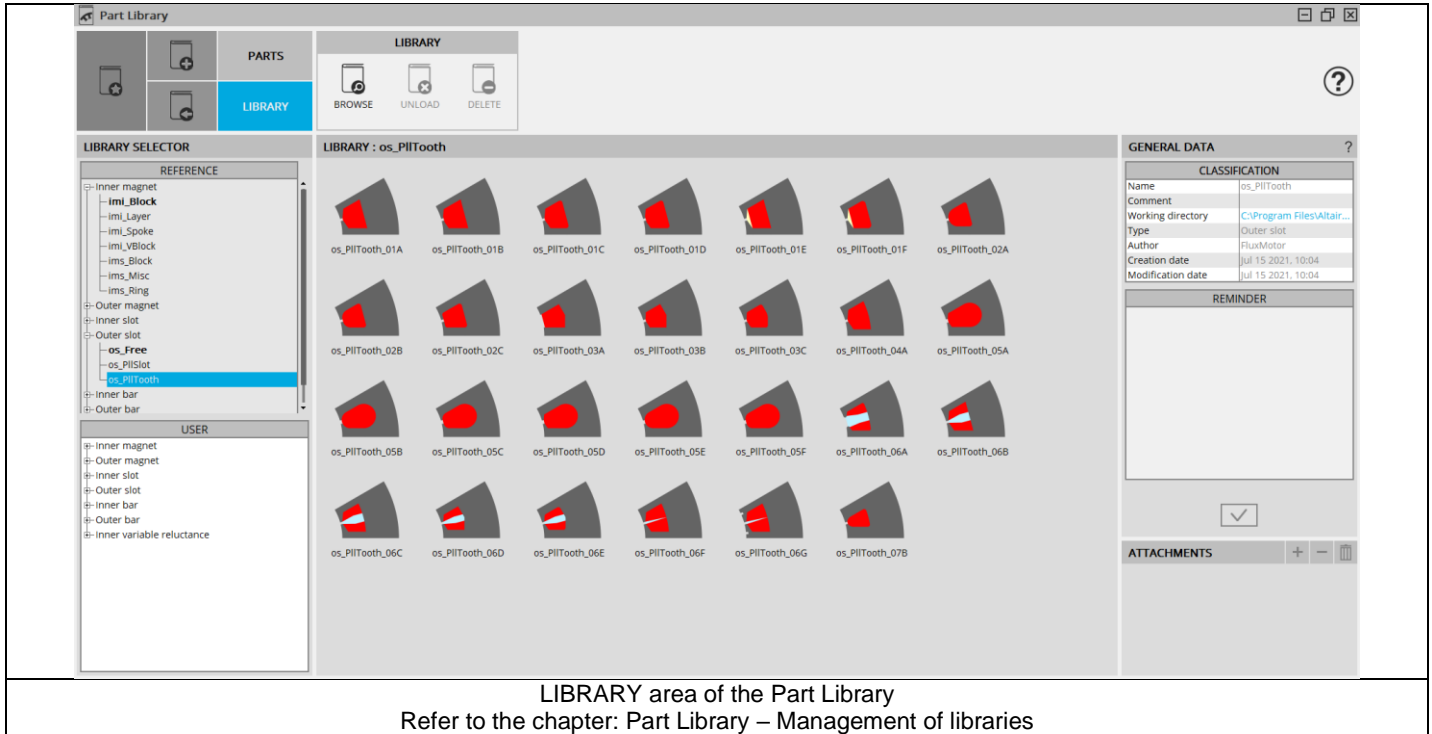 Part Library
PARTS
LIBRARY
LIBRARY
BROWSE UNLOAD DELETE
?
LIBRARY SELECTOR
REFERENCE
Inner magnet
imi_Block
imi_Layer
imi_Spoke
imi_VBlock
ims_Block
ims_Misc
ims_Ring
Outer magnet
Inner slot
Outer slot
os_Free
os_PllSlot
os_PllTooth
Inner bar
Outer bar
USER
Inner magnet
Outer magnet
Inner slot
Outer slot
Inner bar
Outer bar
Inner variable reluctance
LIBRARY : os_PllTooth
os_PllTooth_01A os_PllTooth_01B os_PllTooth_01C os_PllTooth_01D os_PllTooth_01E os_PllTooth_01F os_PllTooth_02A
os_PllTooth_02B os_PllTooth_02C os_PllTooth_03A os_PllTooth_03B os_PllTooth_03C os_PllTooth_04A os_PllTooth_05A
os_PllTooth_05B os_PllTooth_05C os_PllTooth_05D os_PllTooth_05E os_PllTooth_05F os_PllTooth_06A os_PllTooth_06B
os_PllTooth_06C os_PllTooth_06D os_PllTooth_06E os_PllTooth_06F os_PllTooth_06G os_PllTooth_07B
GENERAL DATA ?
CLASSIFICATION
Name os_PllTooth
Comment
Working directory C:\Program Files\Altair...
Type Outer slot
Author FluxMotor
Creation date Jul 15 2021, 10:04
Modification date Jul 15 2021, 10:04
REMINDER
ATTACHMENTS
LIBRARY area of the Part Library
Refer to the chapter: Part Library – Management of libraries